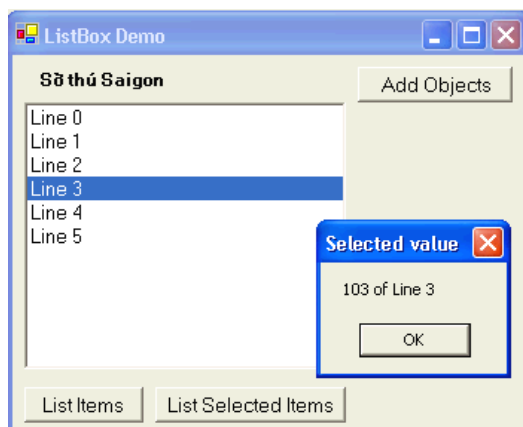 ListBox Demo
Sở thú Saigon
Add Objects
Line 0
Line 1
Line 2
Line 3
Line 4
Line 5
Selected value
103 of Line 3
OK
List Items
List Selected Items